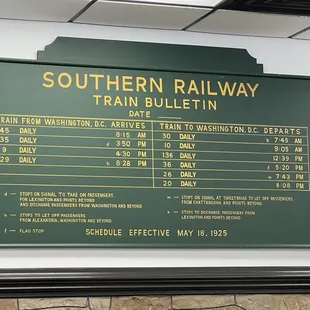 SOUTHERN RAILWAY
TRAIN BULLETIN
DATE
TRAIN FROM WASHINGTON, D.C. ARRIVES TRAIN TO WASHINGTON, D.C. DEPARTS
45 DAILY 8:15 AM 30 DAILY 7:45 AM
35 DAILY 3:50 PM 10 DAILY 9:05 AM
9 DAILY 4:30 PM 136 DAILY 12:39 PM
29 DAILY 8:28 PM 36 DAILY 5:20 PM
26 DAILY 7:43 PM
20 DAILY 8:08 PM
STOPS ON SIGNAL TO TAKE ON PASSENGERS
FOR LEXINGTON AND POINTS BEYOND
AND DISCHARGE PASSENGERS FROM WASHINGTON AND BEYOND
STOPS ON SIGNAL AT SWEETBRIAR TO LET OFF PASSENGERS
FROM CHATTANOOGA AND POINTS BEYOND
STOPS TO LET OFF PASSENGERS
FROM ALEXANDRIA, WASHINGTON AND BEYOND
STOPS TO DISCHARGE PASSENGERS
FROM LEXINGTON AND POINTS BEYOND
f — FLAG STOP
SCHEDULE EFFECTIVE MAY 18, 1925